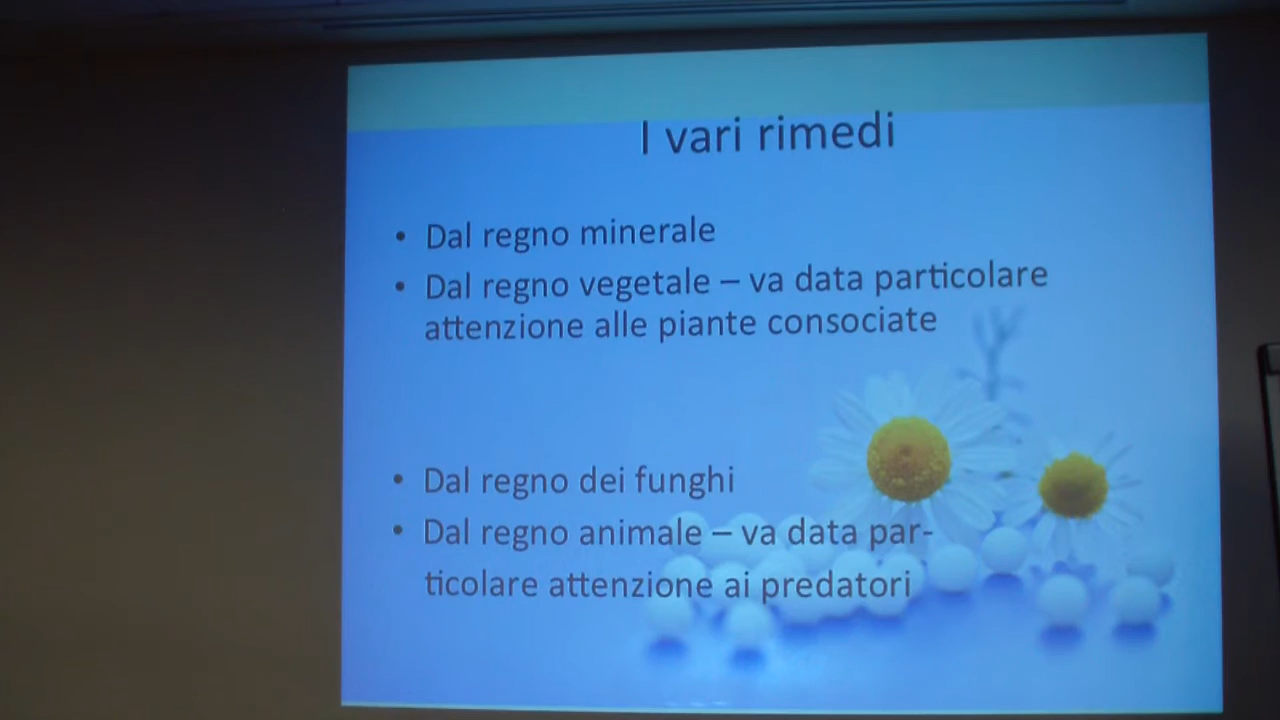 I vari rimedi
• Dal regno minerale
• Dal regno vegetale – va data particolare
attenzione alle piante consociate
• Dal regno dei funghi
• Dal regno animale – va data par-
ticolare attenzione ai predatori